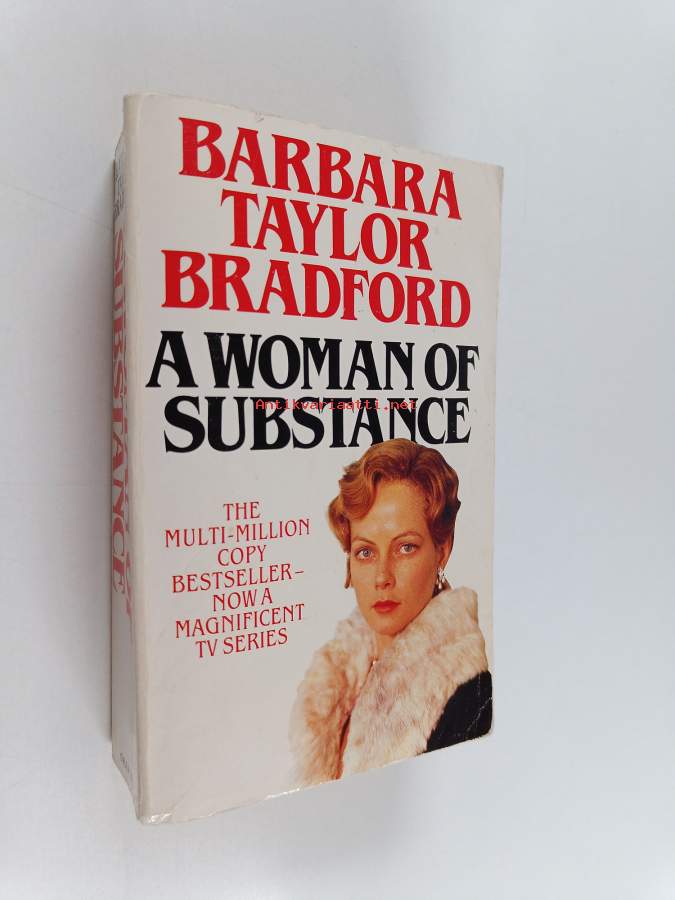 BARBARA
TAYLOR
BRADFORD
A WOMAN OF
SUBSTANCE
Antikvariaatti.net
THE
MULTI-MILLION
COPY
BESTSELLER–
NOW A
MAGNIFICENT
TV SERIES
SUBSTANCE